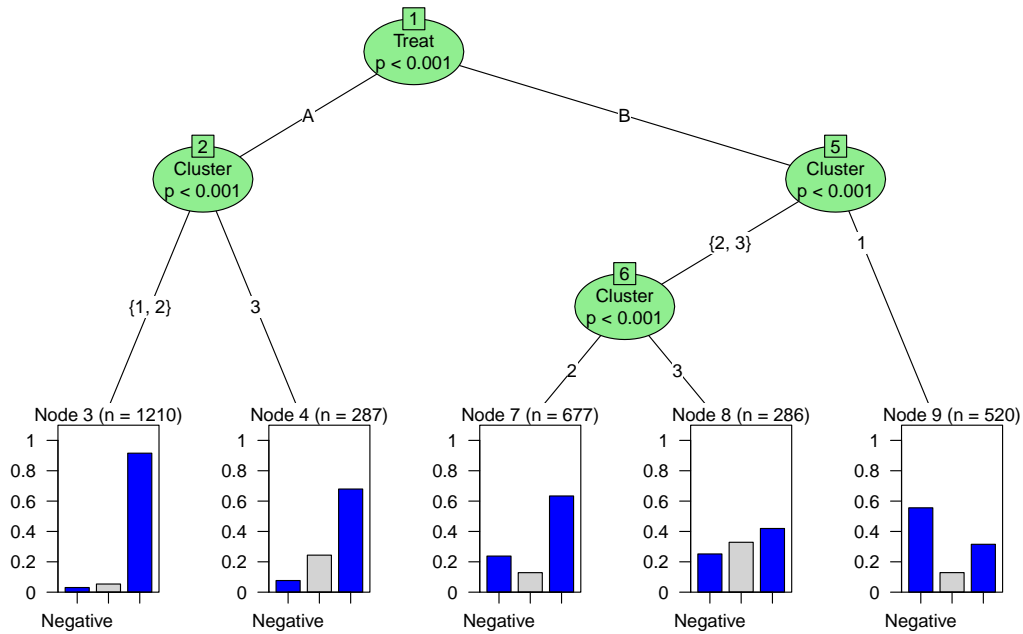 1
Treat
p < 0.001
A
B
2
Cluster
p < 0.001
5
Cluster
p < 0.001
{2, 3}
1
6
Cluster
p < 0.001
{1, 2}
3
2
3
Node 3 (n = 1210)
1
0.8
0.6
0.4
0.2
0
Negative
Node 4 (n = 287)
1
0.8
0.6
0.4
0.2
0
Negative
Node 7 (n = 677)
1
0.8
0.6
0.4
0.2
0
Negative
Node 8 (n = 286)
1
0.8
0.6
0.4
0.2
0
Negative
Node 9 (n = 520)
1
0.8
0.6
0.4
0.2
0
Negative